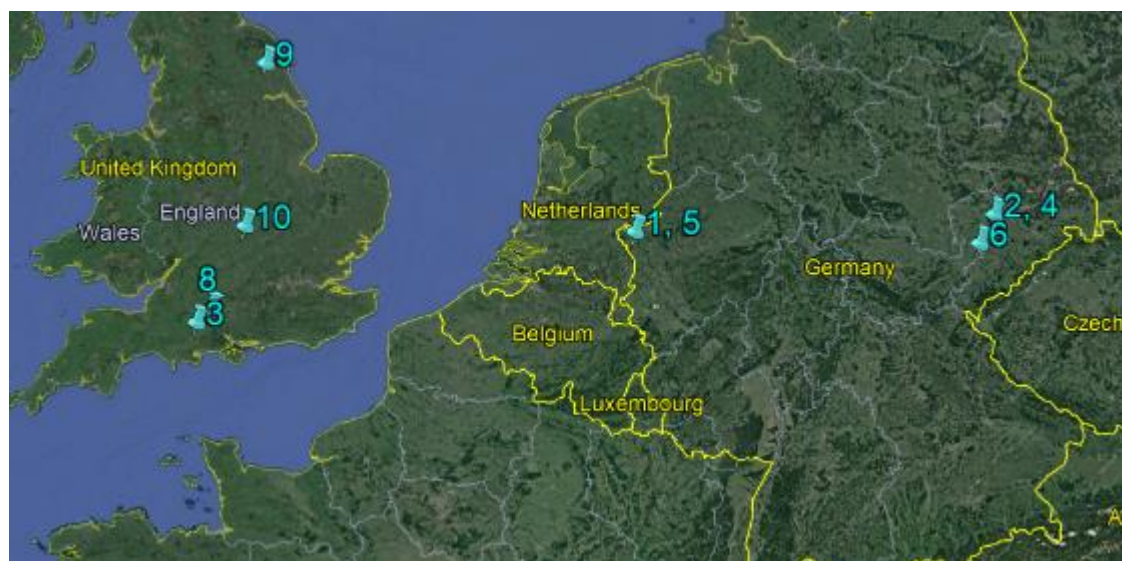 9
United Kingdom
England 10
Wales
Netherlands 1, 5
2, 4
6
Germany
8
3
Belgium
Czech
Luxembourg
A